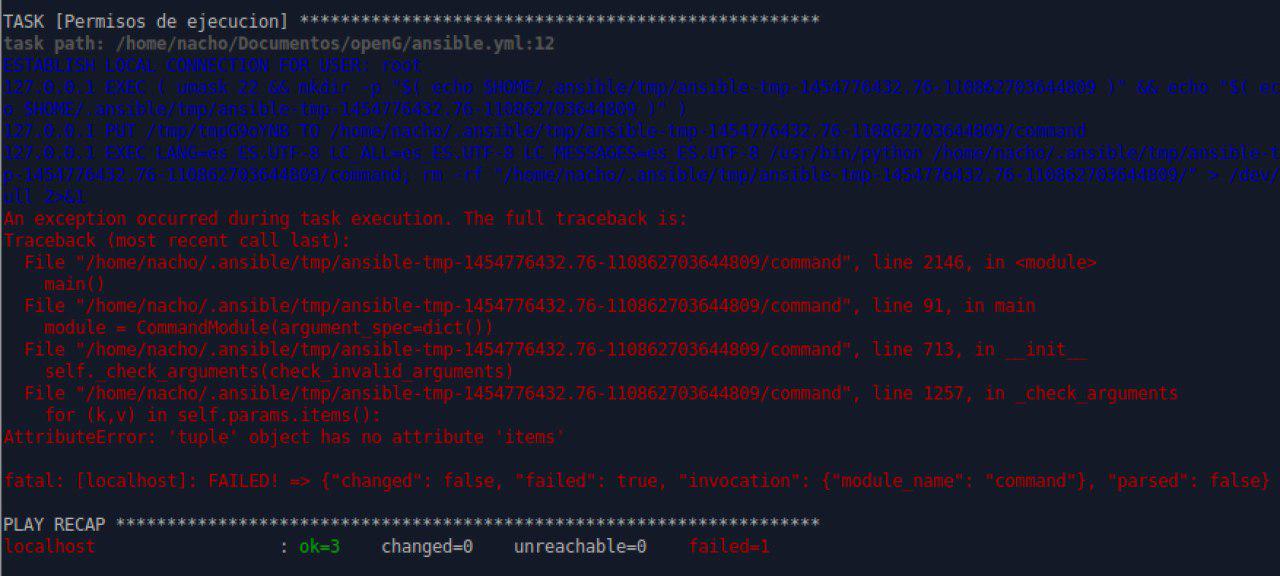 TASK [Permisos de ejecucion] ***************************************************
task path: /home/nacho/Documentos/openG/ansible.yml:12
ESTABLISH LOCAL CONNECTION FOR USER: root
127.0.0.1 EXEC ( umask 22 && mkdir -p "$( echo $HOME/.ansible/tmp/ansible-tmp-1454776432.76-110862703644809 )" && echo "$( ec
o $HOME/.ansible/tmp/ansible-tmp-1454776432.76-110862703644809 )" )
127.0.0.1 PUT /tmp/tmpG9oYNB TO /home/nacho/.ansible/tmp/ansible-tmp-1454776432.76-110862703644809/command
127.0.0.1 EXEC LANG=es_ES.UTF-8 LC_ALL=es_ES.UTF-8 LC_MESSAGES=es_ES.UTF-8 /usr/bin/python /home/nacho/.ansible/tmp/ansible-t
p-1454776432.76-110862703644809/command; rm -rf "/home/nacho/.ansible/tmp/ansible-tmp-1454776432.76-110862703644809/" > /dev/
ull 2>&1
An exception occurred during task execution. The full traceback is:
Traceback (most recent call last):
  File "/home/nacho/.ansible/tmp/ansible-tmp-1454776432.76-110862703644809/command", line 2146, in <module>
    main()
  File "/home/nacho/.ansible/tmp/ansible-tmp-1454776432.76-110862703644809/command", line 91, in main
    module = CommandModule(argument_spec=dict())
  File "/home/nacho/.ansible/tmp/ansible-tmp-1454776432.76-110862703644809/command", line 713, in __init__
    self._check_arguments(check_invalid_arguments)
  File "/home/nacho/.ansible/tmp/ansible-tmp-1454776432.76-110862703644809/command", line 1257, in _check_arguments
    for (k,v) in self.params.items():
AttributeError: 'tuple' object has no attribute 'items'
fatal: [localhost]: FAILED! => {"changed": false, "failed": true, "invocation": {"module_name": "command"}, "parsed": false}
PLAY RECAP *********************************************************************
localhost                  : ok=3    changed=0    unreachable=0    failed=1